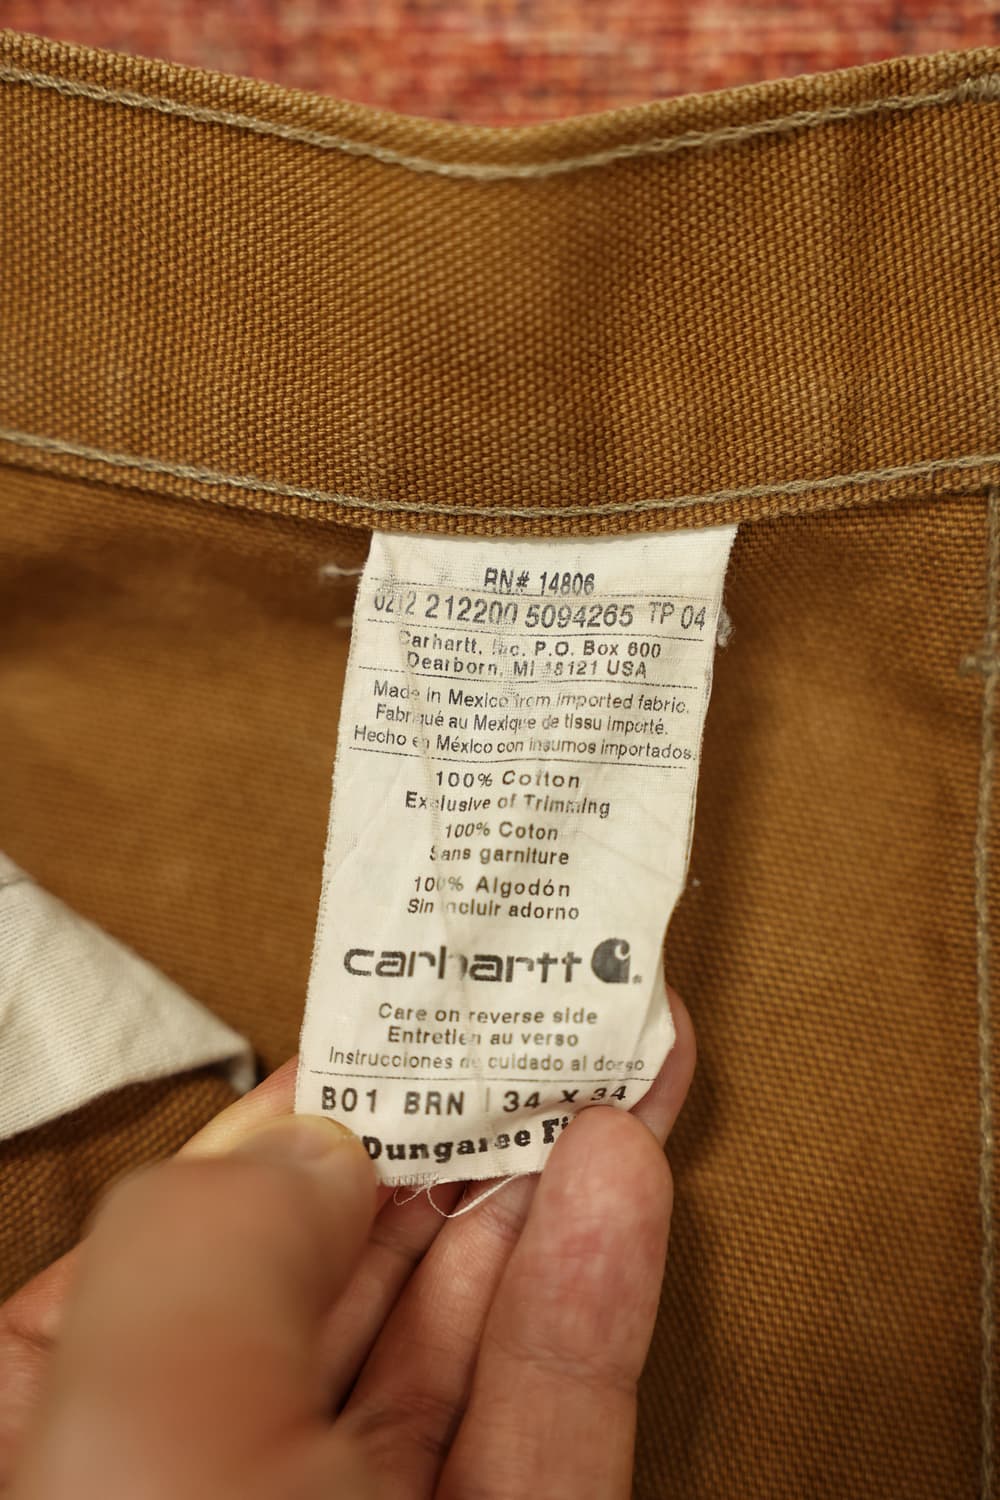 RN# 14806
0212 212200 5094265 TP 04
Carhartt, Inc. P.O. Box 600
Dearborn, MI 48121 USA
Made in Mexico from imported fabric.
Fabriqué au Mexique de tissu importé.
Hecho en México con insumos importados.
100% Cotton
Exclusive of Trimming
100% Coton
Sans garniture
100% Algodón
Sin incluir adorno
carhartt
Care on reverse side
Entretien au verso
Instrucciones de cuidado al dorso
B01 BRN | 34 X 34
Dungaree